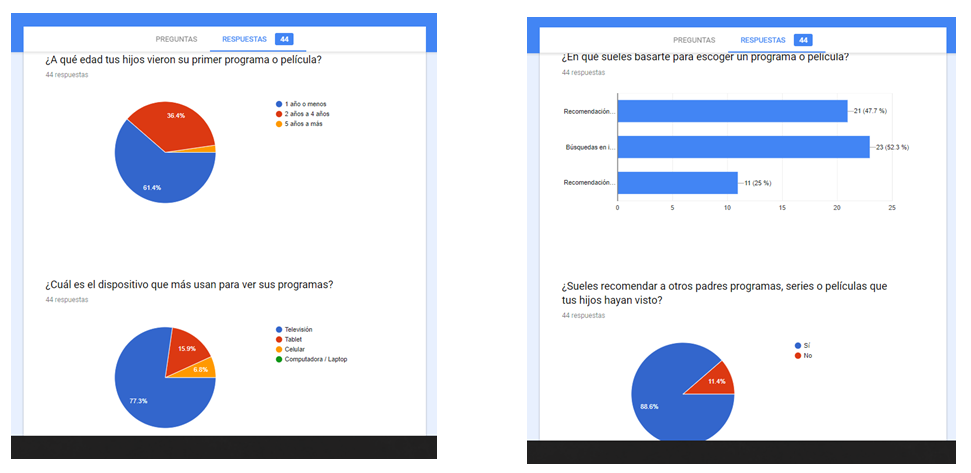 PREGUNTAS RESPUESTAS 44
¿A qué edad tus hijos vieron su primer programa o película?
44 respuestas
1 año o menos
2 años a 4 años
5 años a más
36.4%
61.4%
¿Cuál es el dispositivo que más usan para ver sus programas?
44 respuestas
Televisión
Tablet
Celular
Computadora / Laptop
15.9%
6.8%
77.3%
PREGUNTAS RESPUESTAS 44
¿En qué sueles basarte para escoger un programa o película?
44 respuestas
Recomendación... 21 (47.7 %)
Búsquedas en i... 23 (52.3 %)
Recomendación... 11 (25 %)
0 5 10 15 20 25
¿Sueles recomendar a otros padres programas, series o películas que
tus hijos hayan visto?
44 respuestas
Sí
No
11.4%
88.6%